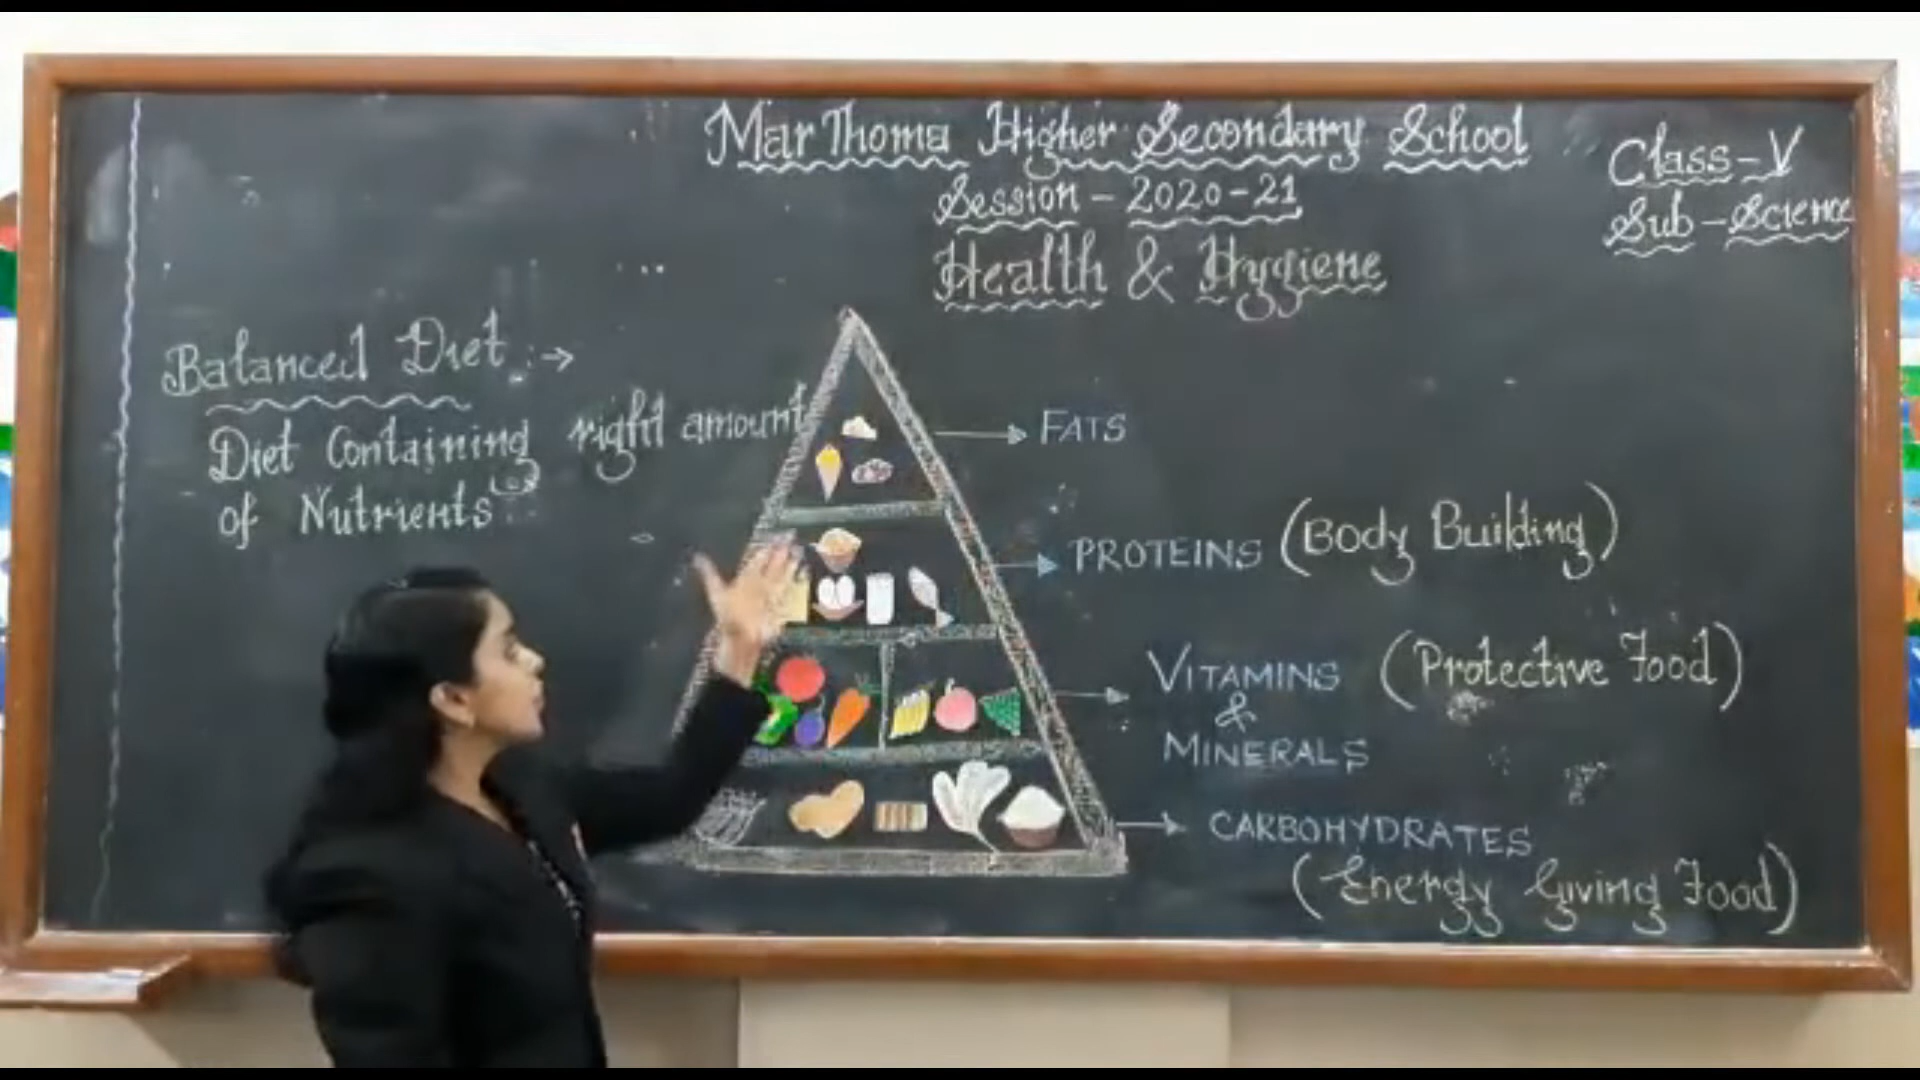 Mar Thoma Higher Secondary School
Session - 2020-21
Health & Hygiene
Class - V
Sub - Science
Balanced Diet :→
Diet Containing right amount
of Nutrients
→ FATS
→ PROTEINS (Body Building)
→ VITAMINS (Protective Food)
&
MINERALS
→ CARBOHYDRATES
(Energy Giving Food)